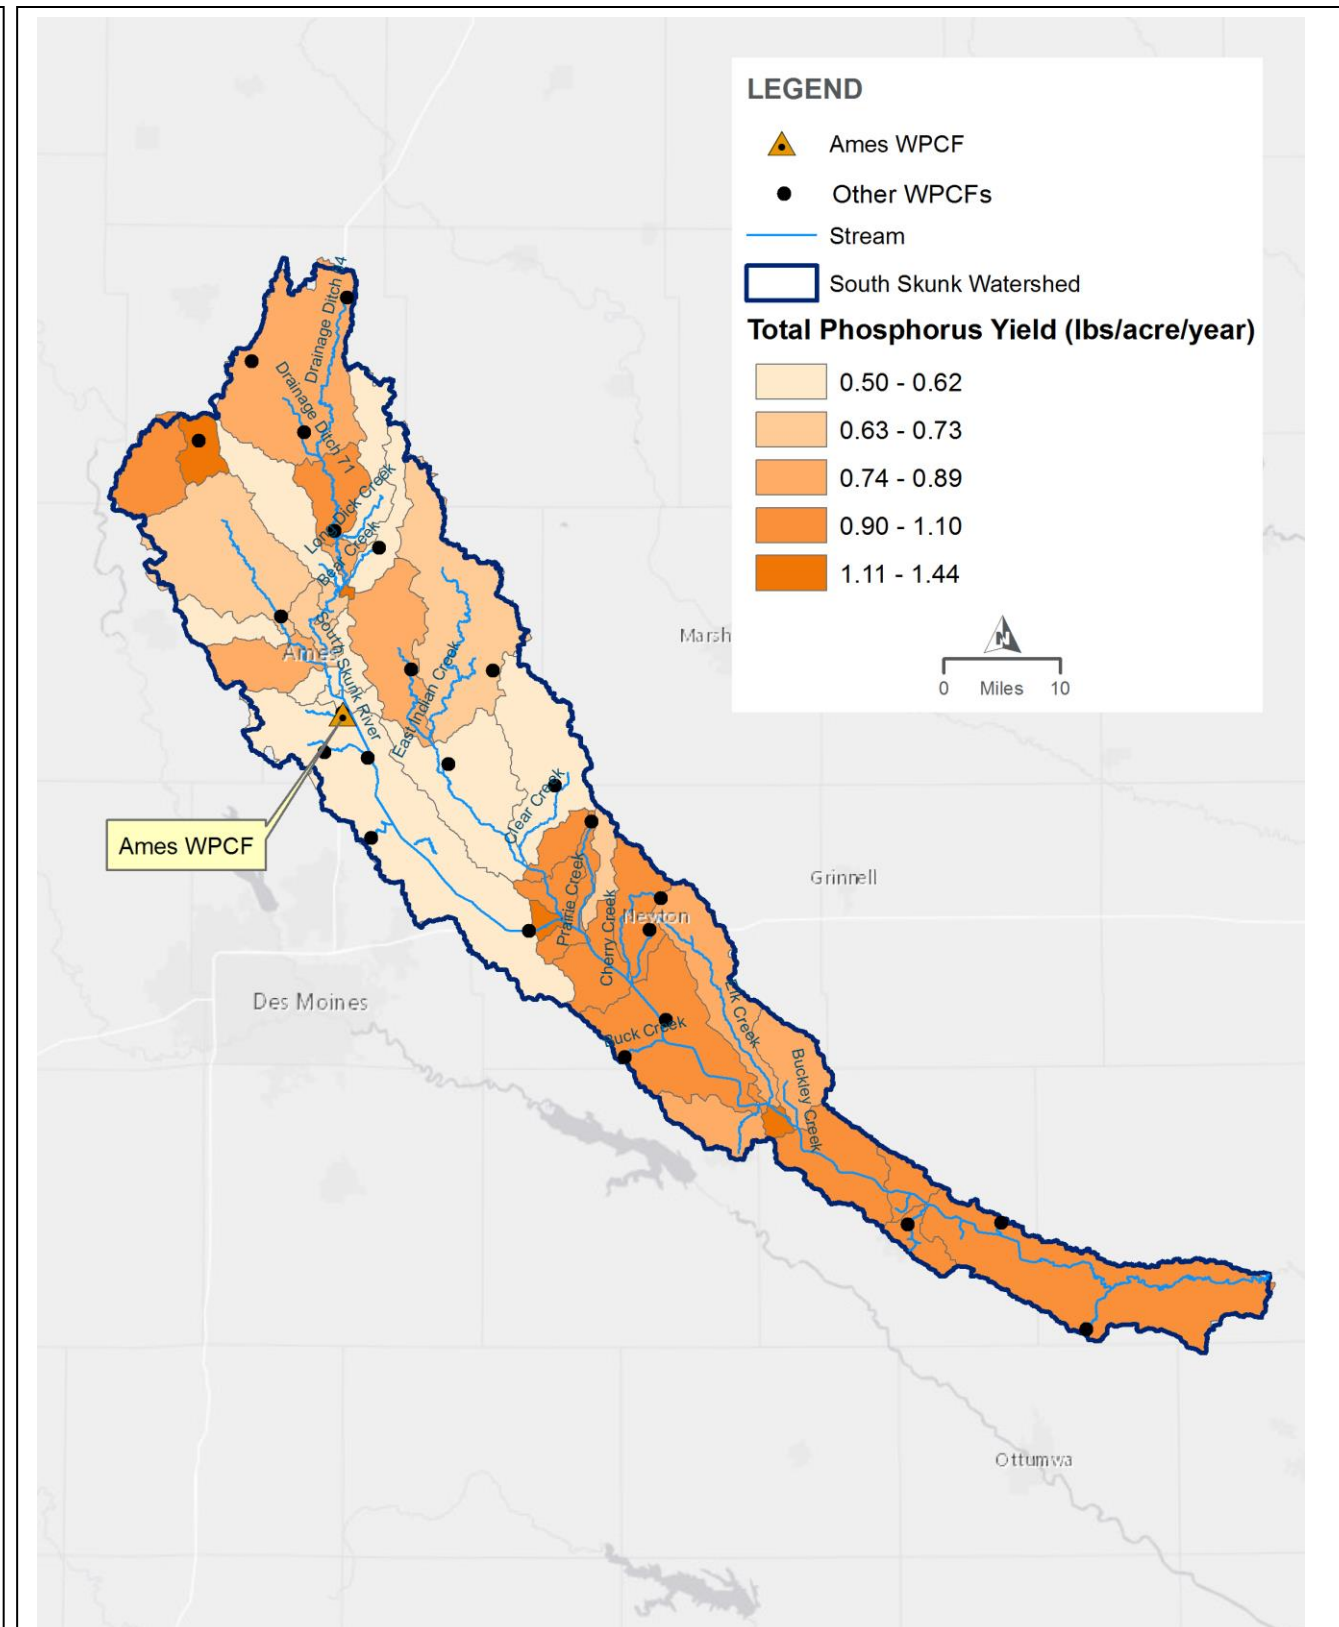 LEGEND
Ames WPCF
Other WPCFs
Stream
South Skunk Watershed
Total Phosphorus Yield (lbs/acre/year)
0.50 - 0.62
0.63 - 0.73
0.74 - 0.89
0.90 - 1.10
1.11 - 1.44
N
0 Miles 10
Drainage Ditch
Drainage Ditch 71
Long Dick Creek
Bear Creek
Marsh
South Skunk River
Ames
East Indian Creek
Clear Creek
Ames WPCF
Grinnell
Prairie Creek
Newton
Cherry Creek
Des Moines
Elk Creek
Buck Creek
Buckley Creek
Ottumwa